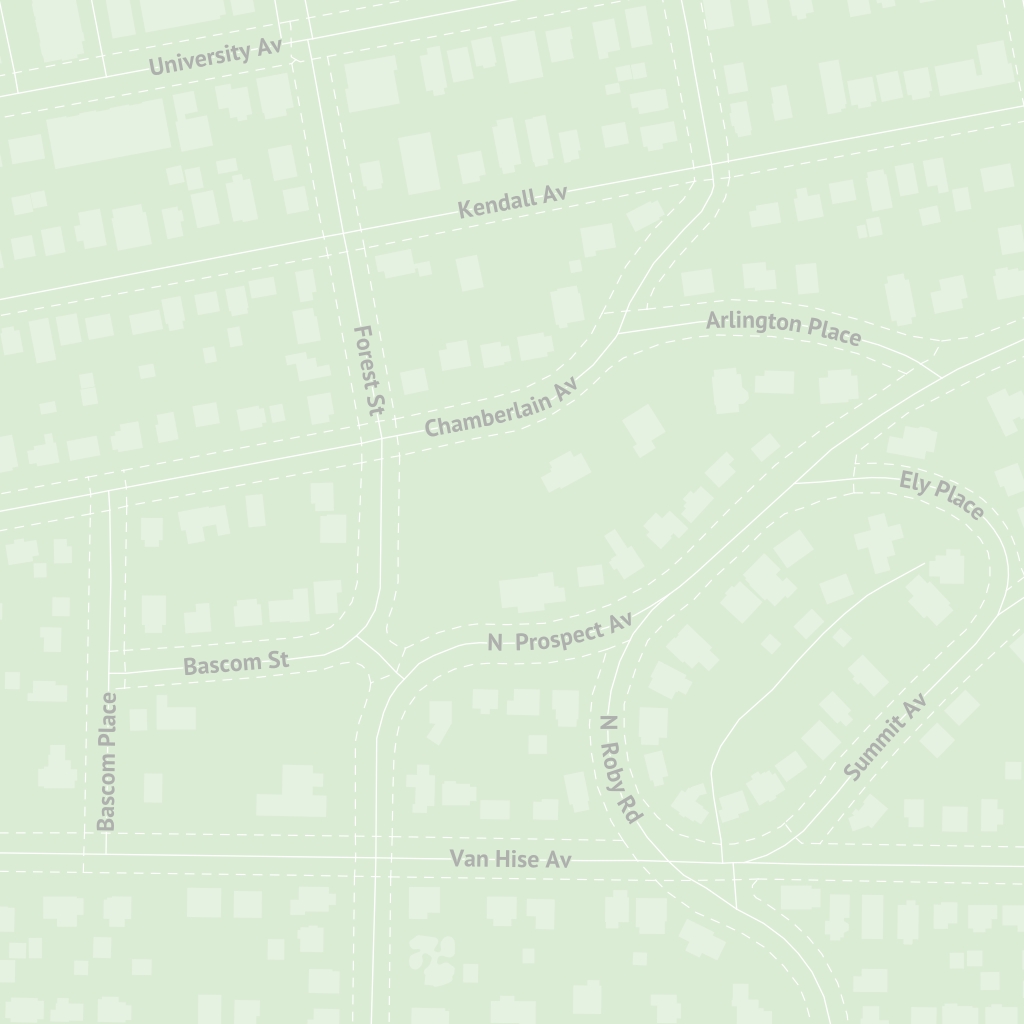 University Av
Kendall Av
Arlington Place
Forest St
Chamberlain Av
Ely Place
N Prospect Av
Bascom St
Bascom Place
N Roby Rd
Summit Av
Van Hise Av